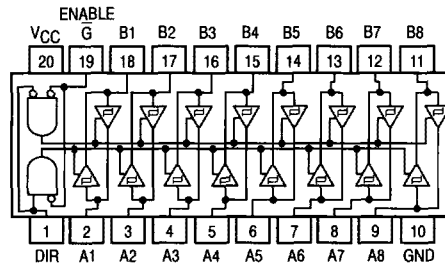 ENABLE
VCC G B1 B2 B3 B4 B5 B6 B7 B8
20 19 18 17 16 15 14 13 12 11
1 2 3 4 5 6 7 8 9 10
DIR A1 A2 A3 A4 A5 A6 A7 A8 GND